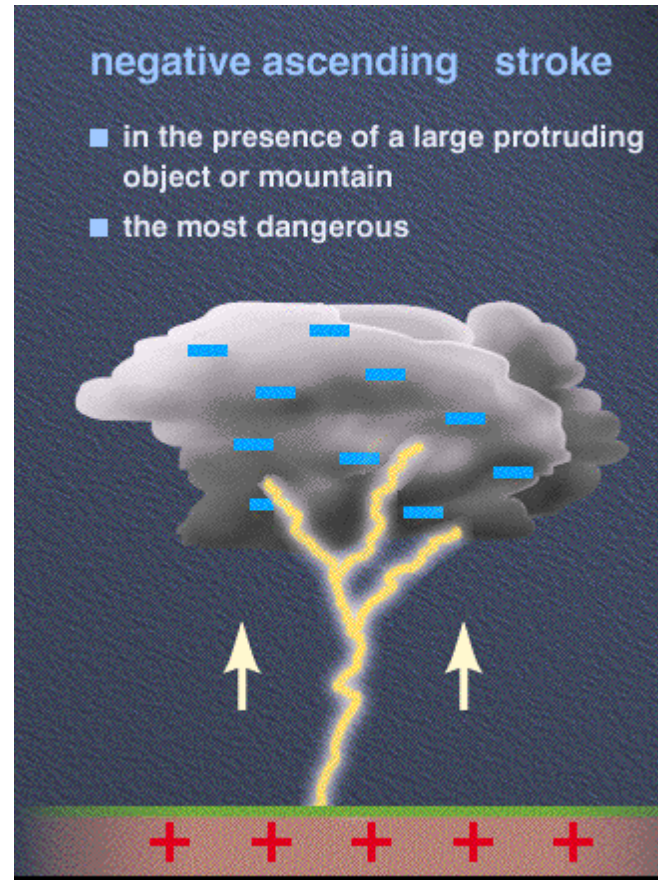 negative ascending stroke
in the presence of a large protruding
object or mountain
the most dangerous
+ + + + +